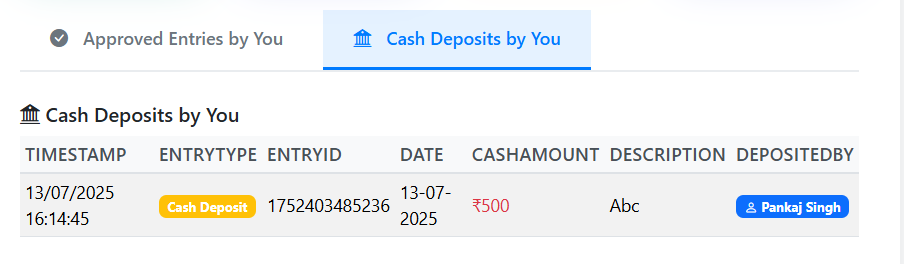 Approved Entries by You
Cash Deposits by You
Cash Deposits by You
TIMESTAMP ENTRYTYPE ENTRYID DATE CASHAMOUNT DESCRIPTION DEPOSITEDBY
13/07/2025 16:14:45 Cash Deposit 1752403485236 13-07-2025 ₹500 Abc Pankaj Singh